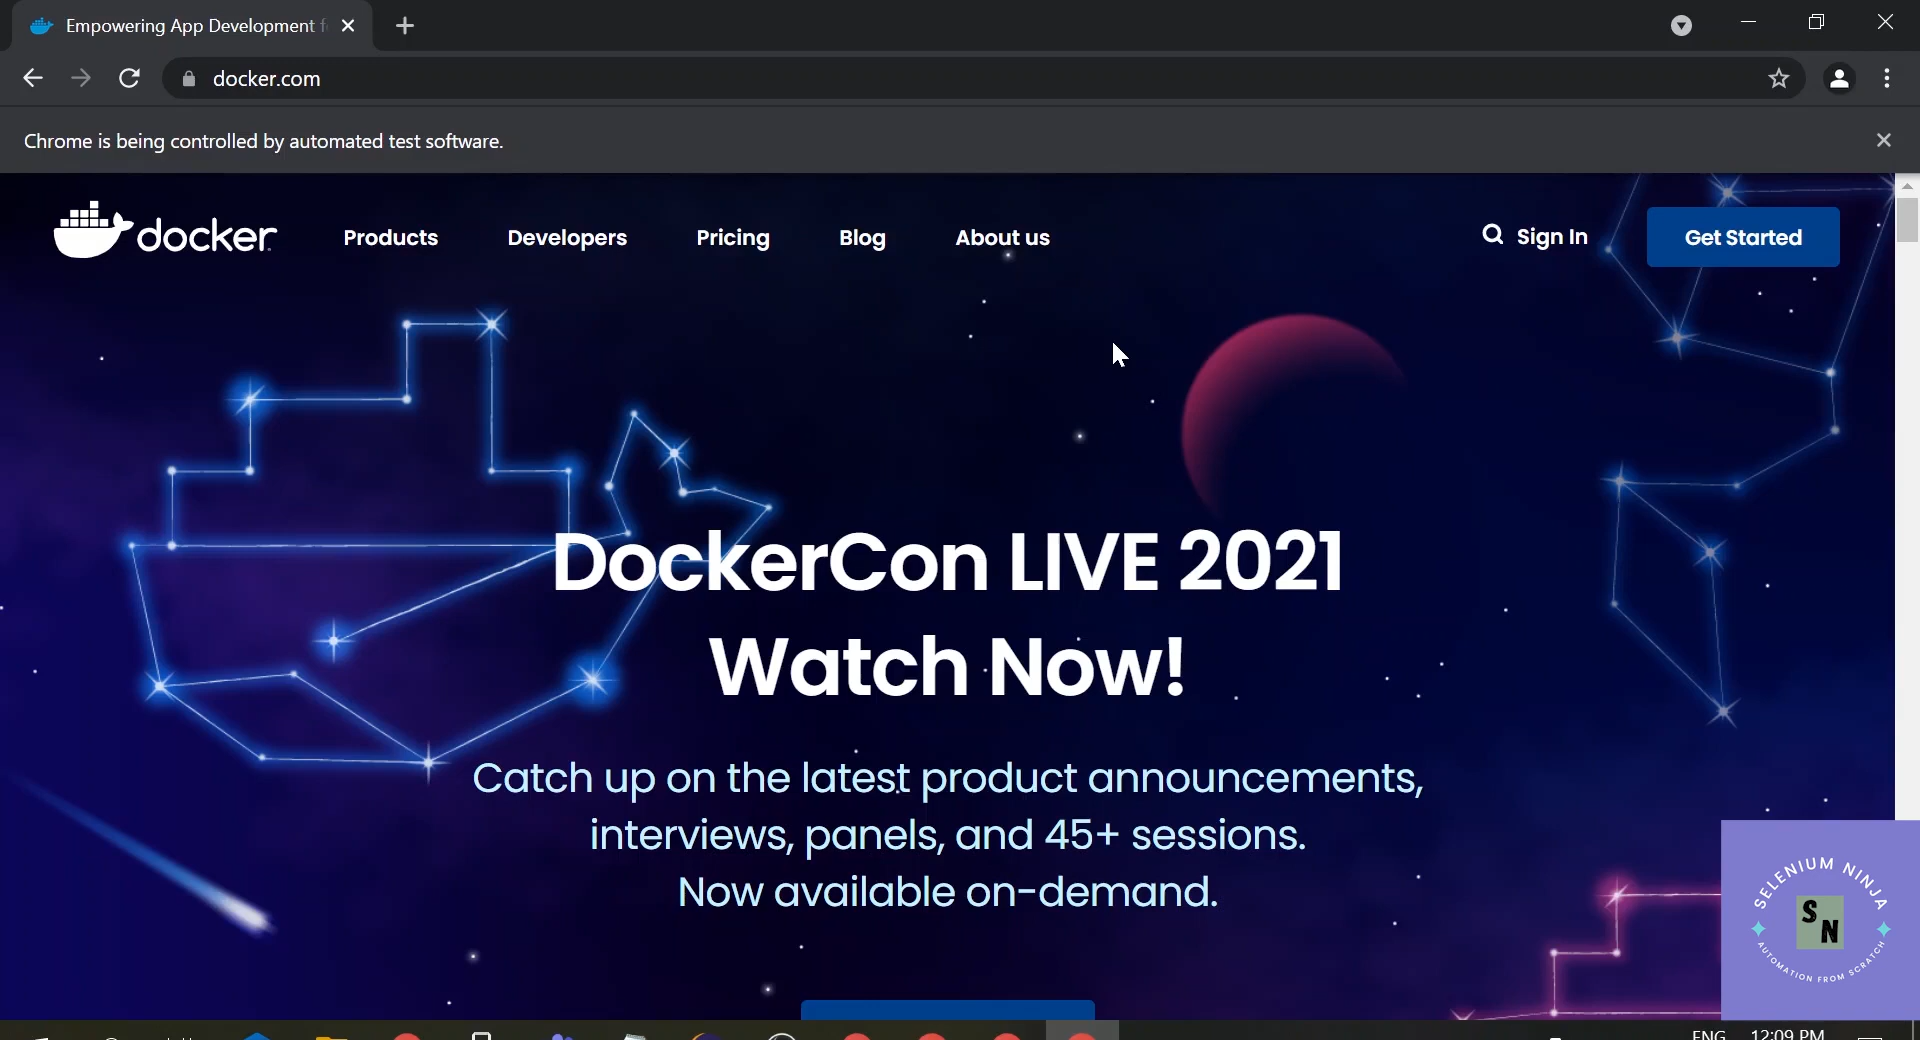 Empowering App Development f
docker.com
Chrome is being controlled by automated test software.
docker
Products
Developers
Pricing
Blog
About us
Sign In
Get Started
DockerCon LIVE 2021
Watch Now!
Catch up on the latest product announcements,
interviews, panels, and 45+ sessions.
Now available on-demand.
SELENIUM NINJA
SN
AUTOMATION FROM SCRATCH
ENG
12:09 PM